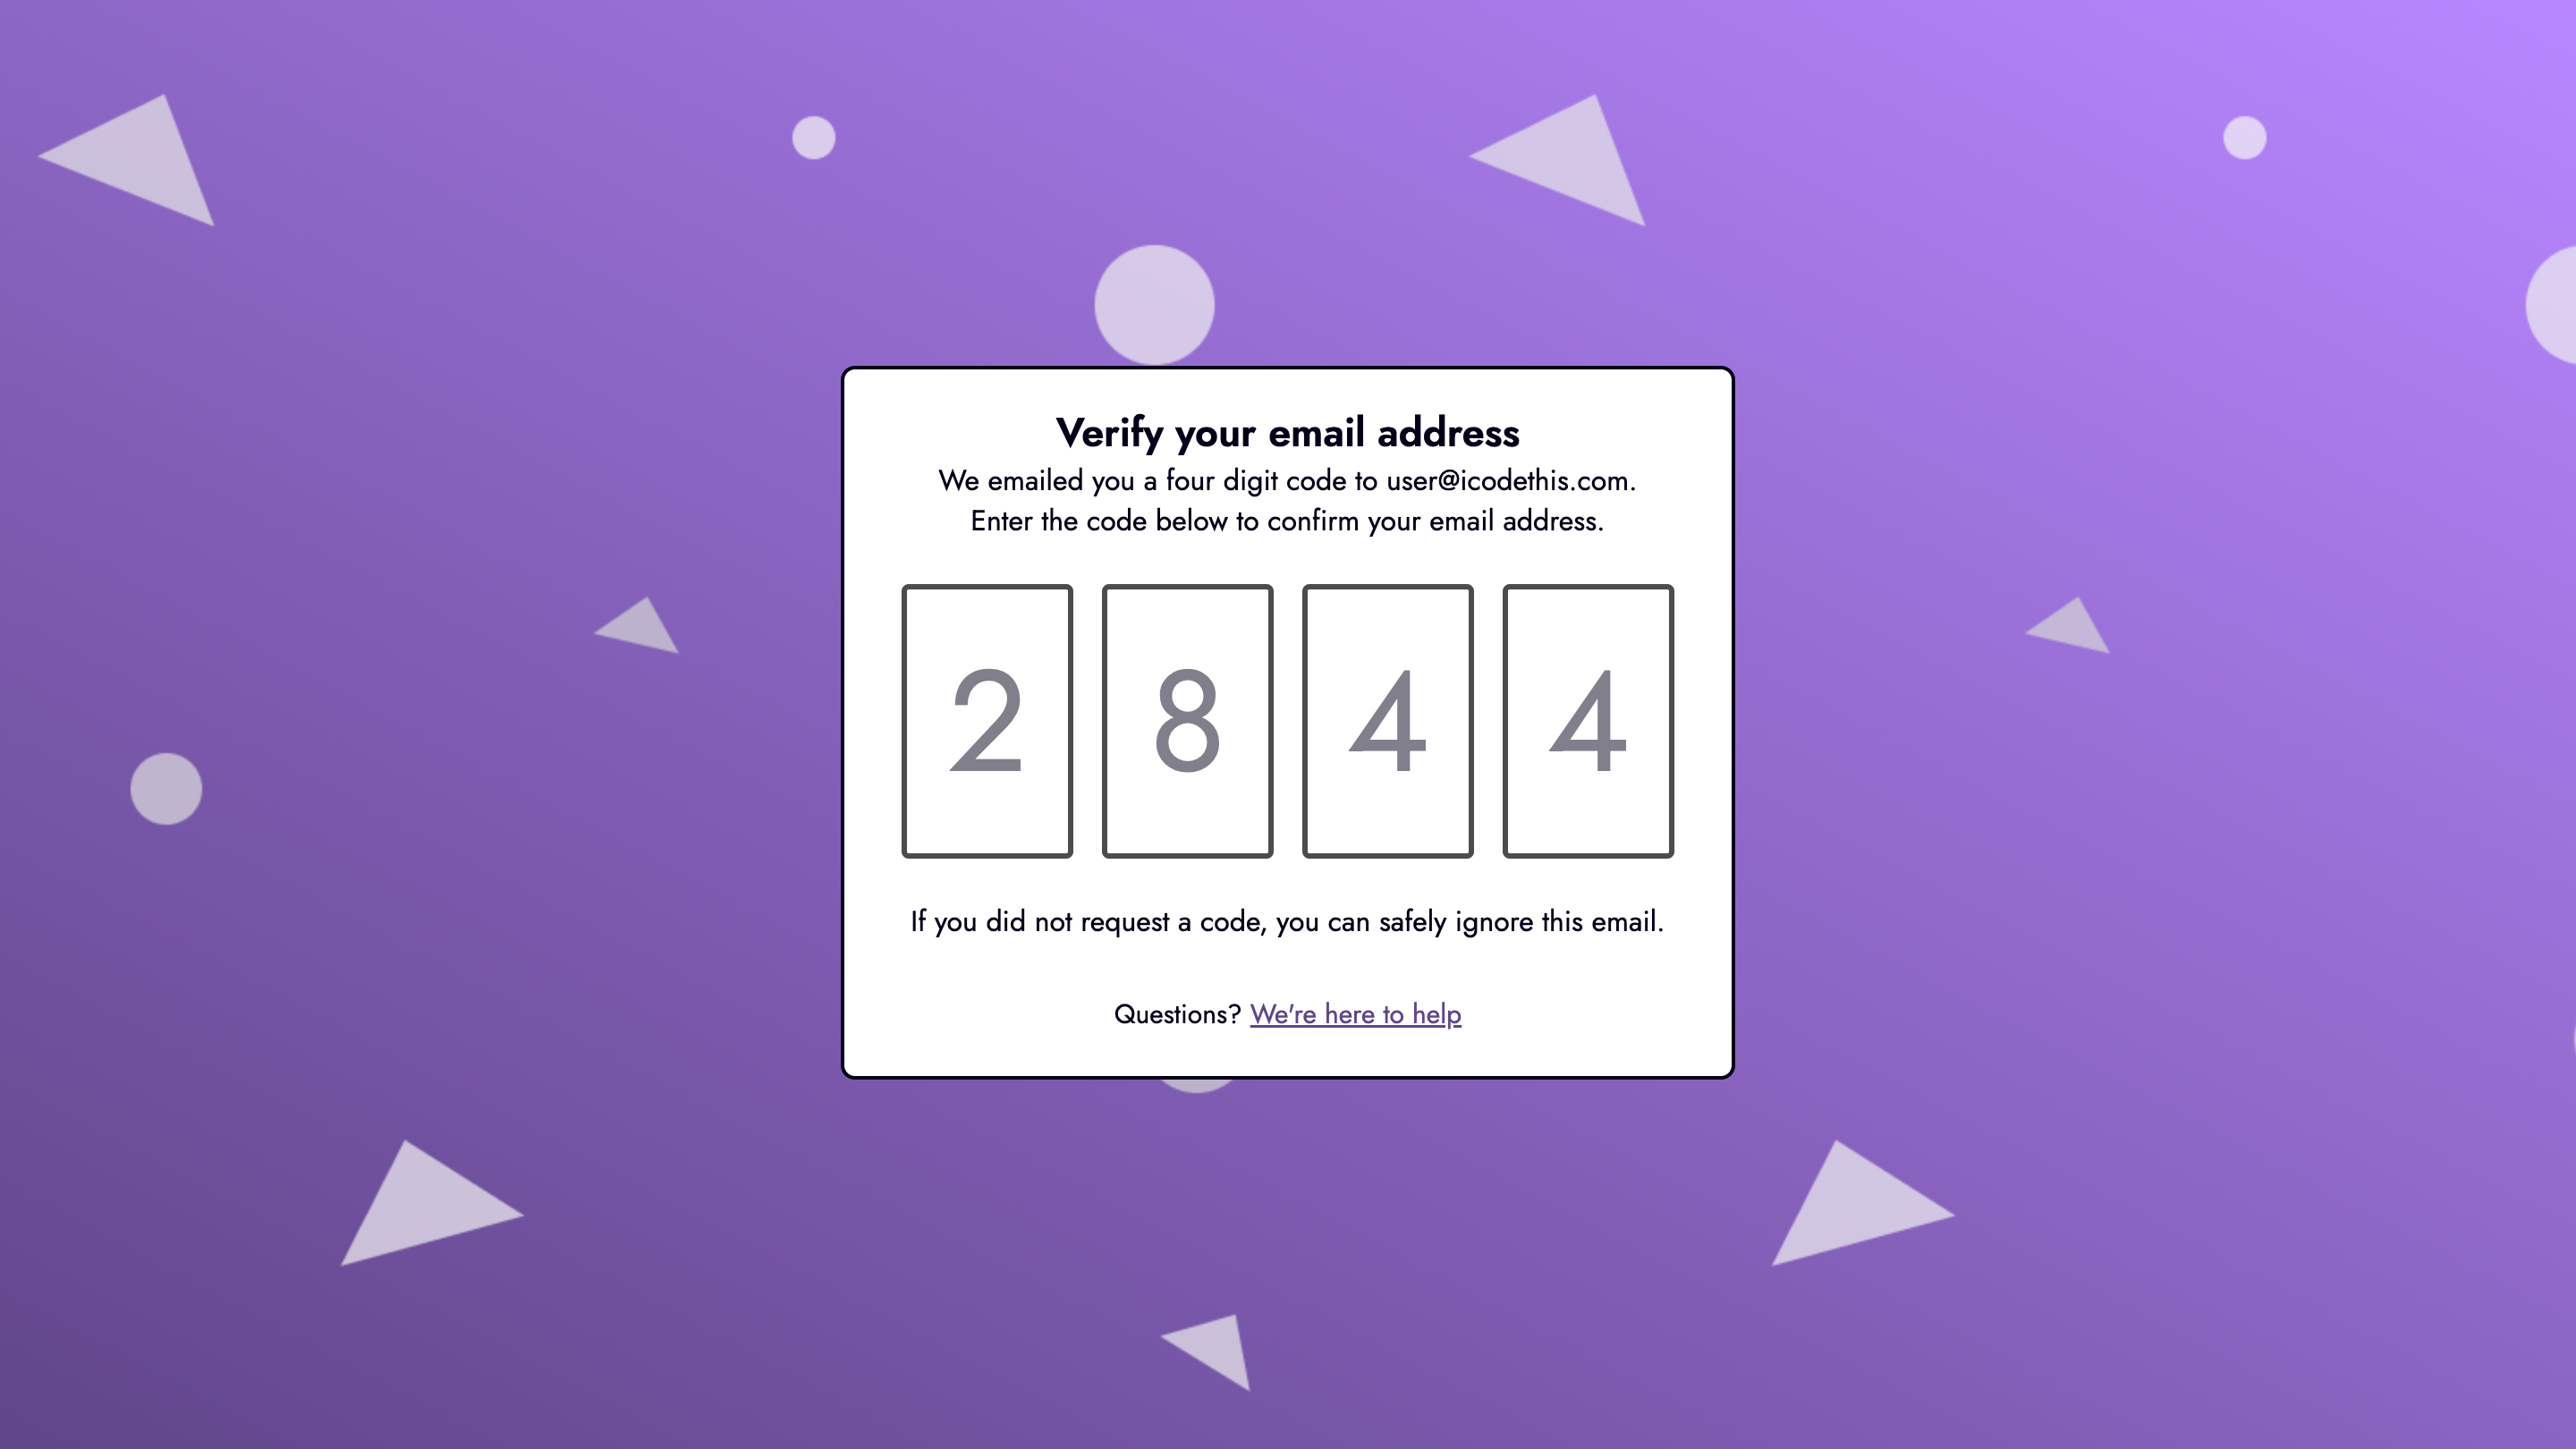 Verify your email address
We emailed you a four digit code to user@icodethis.com.
Enter the code below to confirm your email address.
2 8 4 4
If you did not request a code, you can safely ignore this email.
Questions? We're here to help